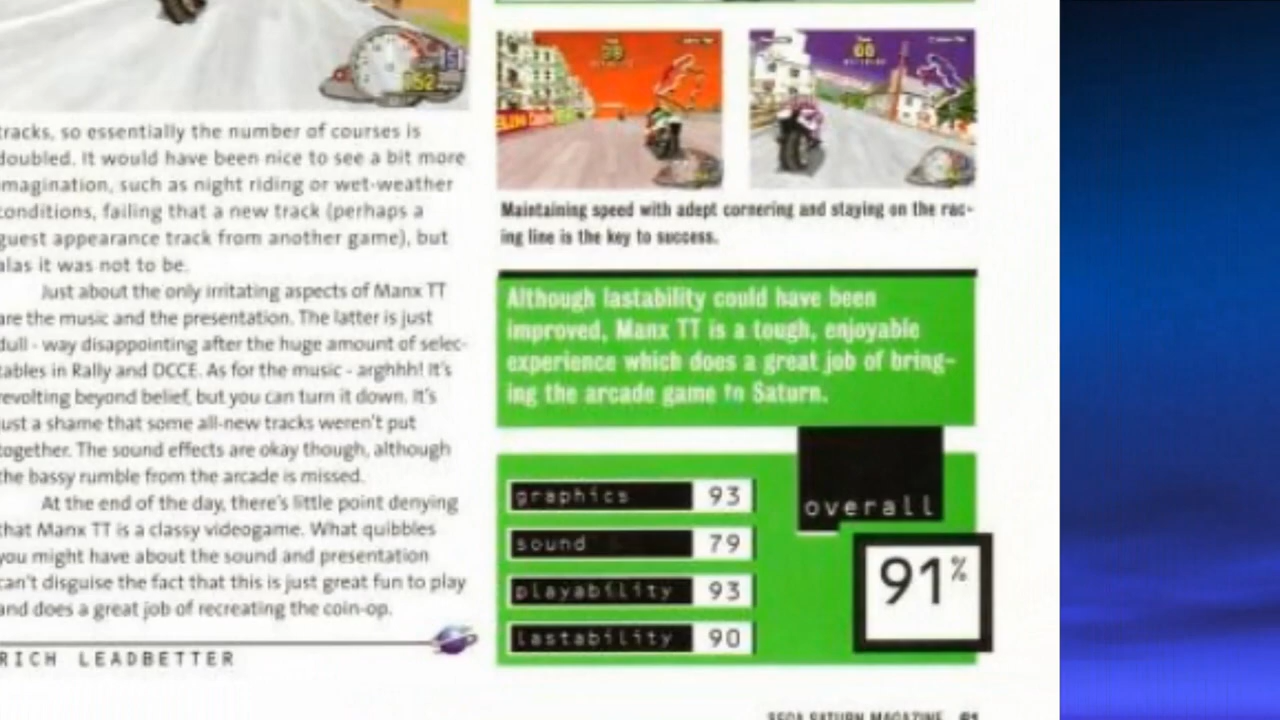 tracks, so essentially the number of courses is
doubled. It would have been nice to see a bit more
imagination, such as night riding or wet-weather
conditions, failing that a new track (perhaps a
guest appearance track from another game), but
alas it was not to be.
Just about the only irritating aspects of Manx TT
are the music and the presentation. The latter is just
dull - way disappointing after the huge amount of selec-
tables in Rally and DCCE. As for the music - arghhh! It's
revolting beyond belief, but you can turn it down. It's
just a shame that some all-new tracks weren't put
together. The sound effects are okay though, although
the bassy rumble from the arcade is missed.
At the end of the day, there's little point denying
that Manx TT is a classy videogame. What quibbles
you might have about the sound and presentation
can't disguise the fact that this is just great fun to play
and does a great job of recreating the coin-op.
RICH LEADBETTER
Maintaining speed with adept cornering and staying on the rac-
ing line is the key to success.
Although lastability could have been
improved, Manx TT is a tough, enjoyable
experience which does a great job of bring-
ing the arcade game to Saturn.
graphics 93
sound 79
playability 93
lastability 90
overall
91%
SEGA SATURN MAGAZINE